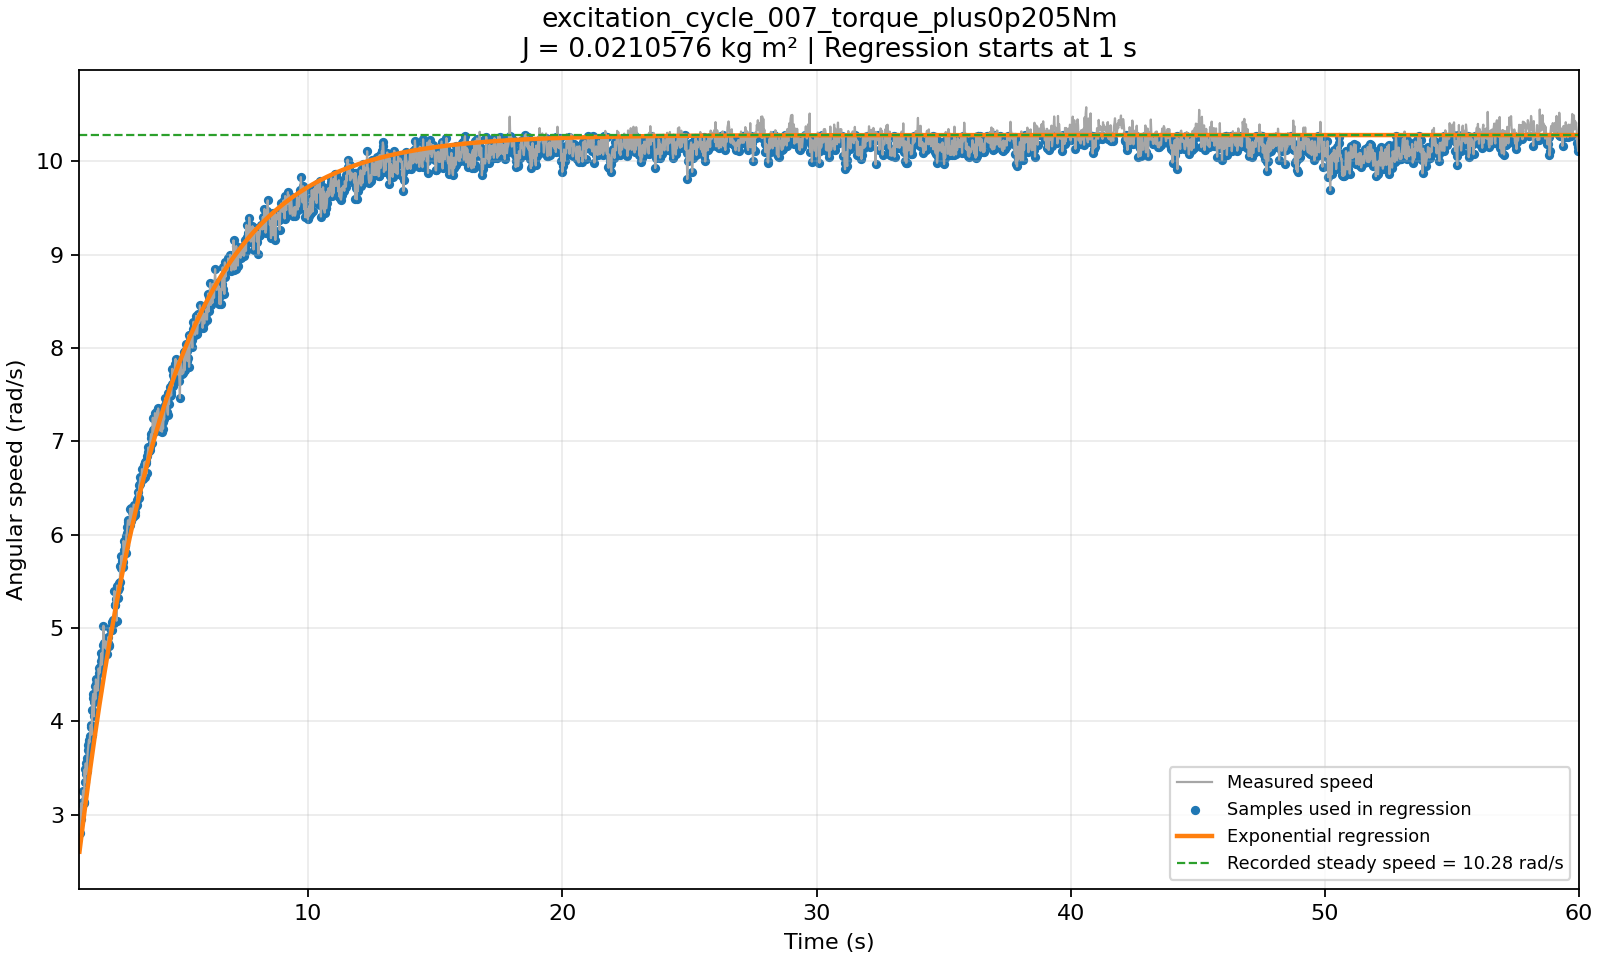 excitation_cycle_007_torque_plus0p205Nm
J = 0.0210576 kg m² | Regression starts at 1 s
Angular speed (rad/s)
10
9
8
7
6
5
4
3
Measured speed
Samples used in regression
Exponential regression
Recorded steady speed = 10.28 rad/s
10
20
30
40
50
60
Time (s)